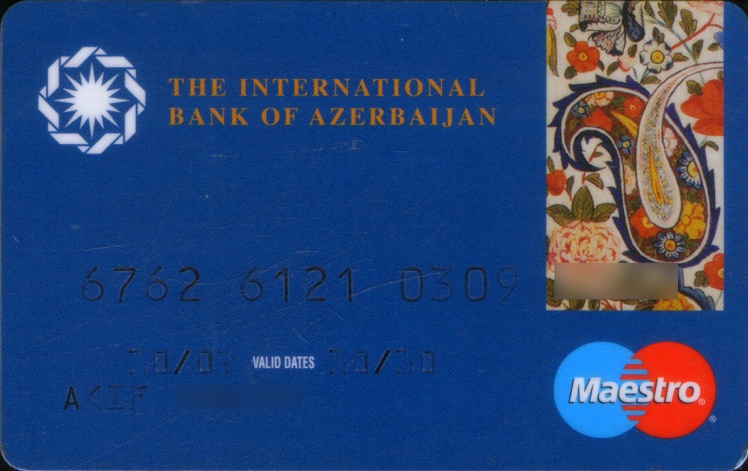 THE INTERNATIONAL
BANK OF AZERBAIJAN
6762 6121 0309
VALID DATES
AKIF
Maestro